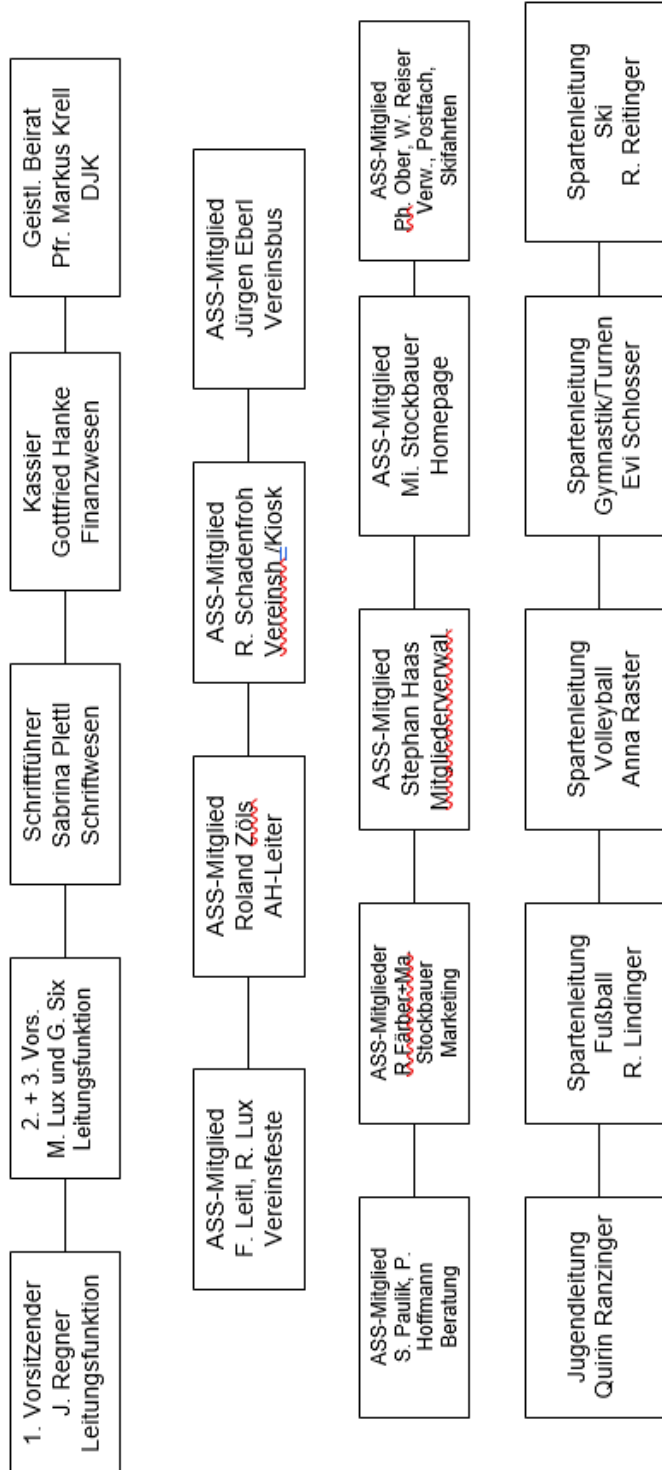 1. Vorsitzender
J. Regner
Leitungsfunktion
2. + 3. Vors.
M. Lux und G. Six
Leitungsfunktion
Schriftführer
Sabrina Plettl
Schriftwesen
Kassier
Gottfried Hanke
Finanzwesen
Geistl. Beirat
Pfr. Markus Krell
DJK
ASS-Mitglied
F. Leitl, R. Lux
Vereinsfeste
ASS-Mitglied
Roland Zöls
AH-Leiter
ASS-Mitglied
R. Schadenfroh
Vereinsh./Kiosk
ASS-Mitglied
Jürgen Eberl
Vereinsbus
ASS-Mitglied
S. Paulik, P.
Hoffmann
Beratung
ASS-Mitglieder
R.Färber+Ma.
Stockbauer
Marketing
ASS-Mitglied
Stephan Haas
Mitgliederverwal.
ASS-Mitglied
Mi. Stockbauer
Homepage
ASS-Mitglied
Ph. Ober, W. Reiser
Verw., Postfach,
Skifahrten
Jugendleitung
Quirin Ranzinger
Spartenleitung
Fußball
R. Lindinger
Spartenleitung
Volleyball
Anna Raster
Spartenleitung
Gymnastik/Turnen
Evi Schlosser
Spartenleitung
Ski
R. Reitinger